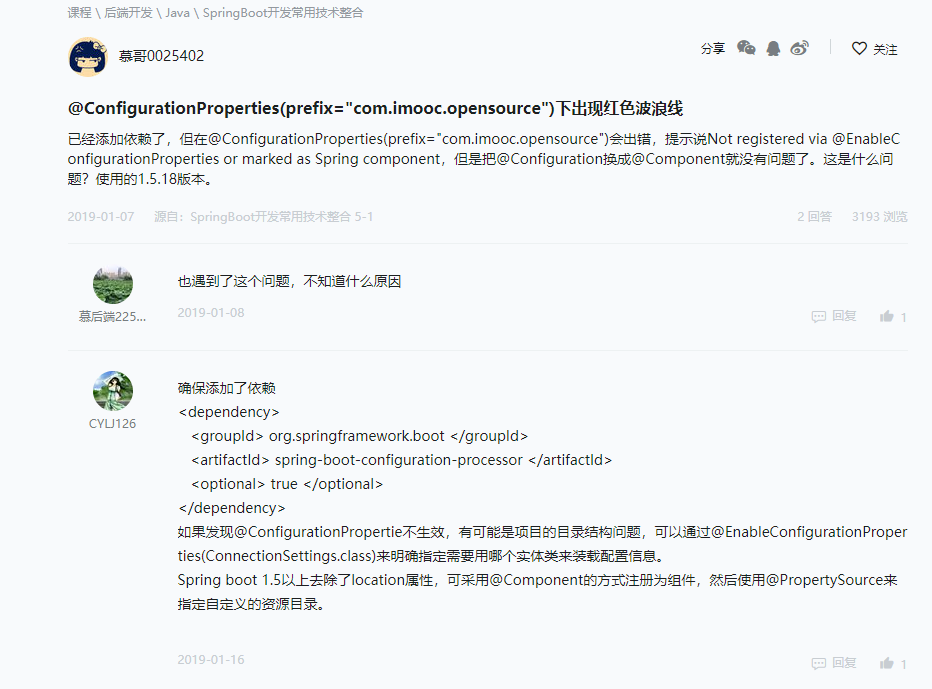 课程 \ 后端开发 \ Java \ SpringBoot开发常用技术整合
慕哥0025402
分享
关注
@ConfigurationProperties(prefix="com.imooc.opensource")下出现红色波浪线
已经添加依赖了，但在@ConfigurationProperties(prefix="com.imooc.opensource")会出错，提示说Not registered via @EnableC
onfigurationProperties or marked as Spring component，但是把@Configuration换成@Component就没有问题了。这是什么问
题？使用的1.5.18版本。
2019-01-07 源自：SpringBoot开发常用技术整合 5-1
2 回答 3193 浏览
也遇到了这个问题，不知道什么原因
慕后端225...
2019-01-08
回复 1
确保添加了依赖
CYLJ126
<dependency>
<groupId> org.springframework.boot </groupId>
<artifactId> spring-boot-configuration-processor </artifactId>
<optional> true </optional>
</dependency>
如果发现@ConfigurationPropertie不生效，有可能是项目的目录结构问题，可以通过@EnableConfigurationProper
ties(ConnectionSettings.class)来明确指定需要用哪个实体类来装载配置信息。
Spring boot 1.5以上去除了location属性，可采用@Component的方式注册为组件，然后使用@PropertySource来
指定自定义的资源目录。
2019-01-16
回复 1